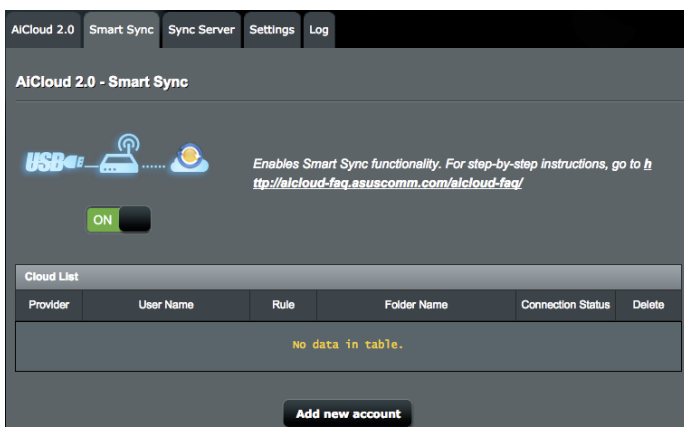 AiCloud 2.0 Smart Sync Sync Server Settings Log
AiCloud 2.0 - Smart Sync
USB
Enables Smart Sync functionality. For step-by-step instructions, go to h
ttp://aicloud-faq.asuscomm.com/aicloud-faq/
ON
Cloud List
Provider User Name Rule Folder Name Connection Status Delete
No data in table.
Add new account